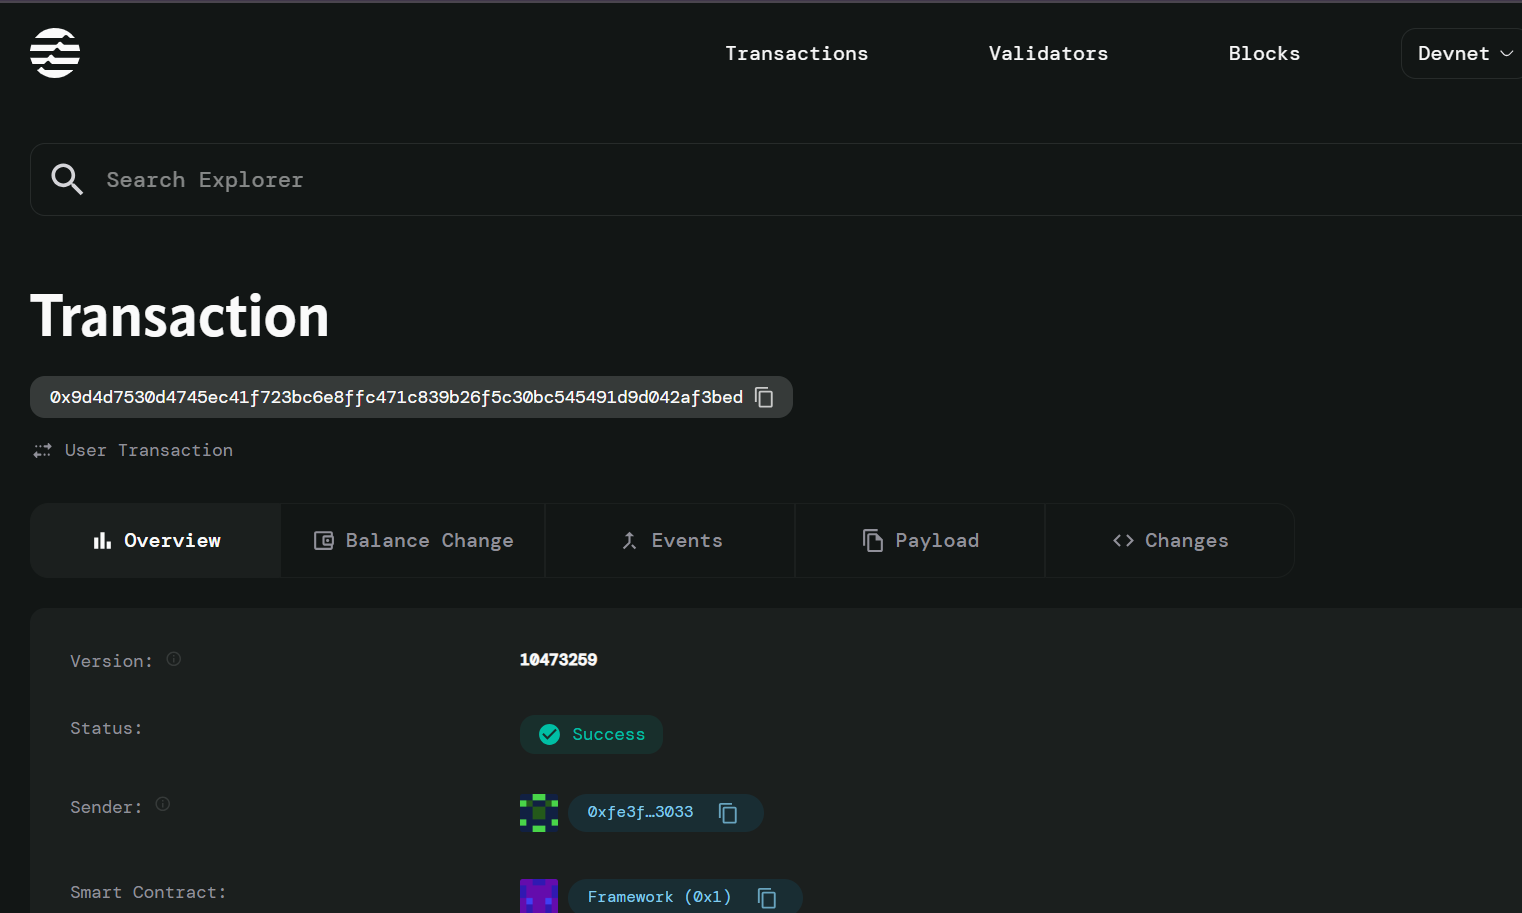 Transactions Validators Blocks Devnet
Search Explorer
Transaction
0x9d4d7530d4745ec41f723bc6e8ffc471c839b26f5c30bc545491d9d042af3bed
User Transaction
Overview Balance Change Events Payload Changes
Version: 10473259
Status: Success
Sender: 0xfe3f…3033
Smart Contract: Framework (0x1)